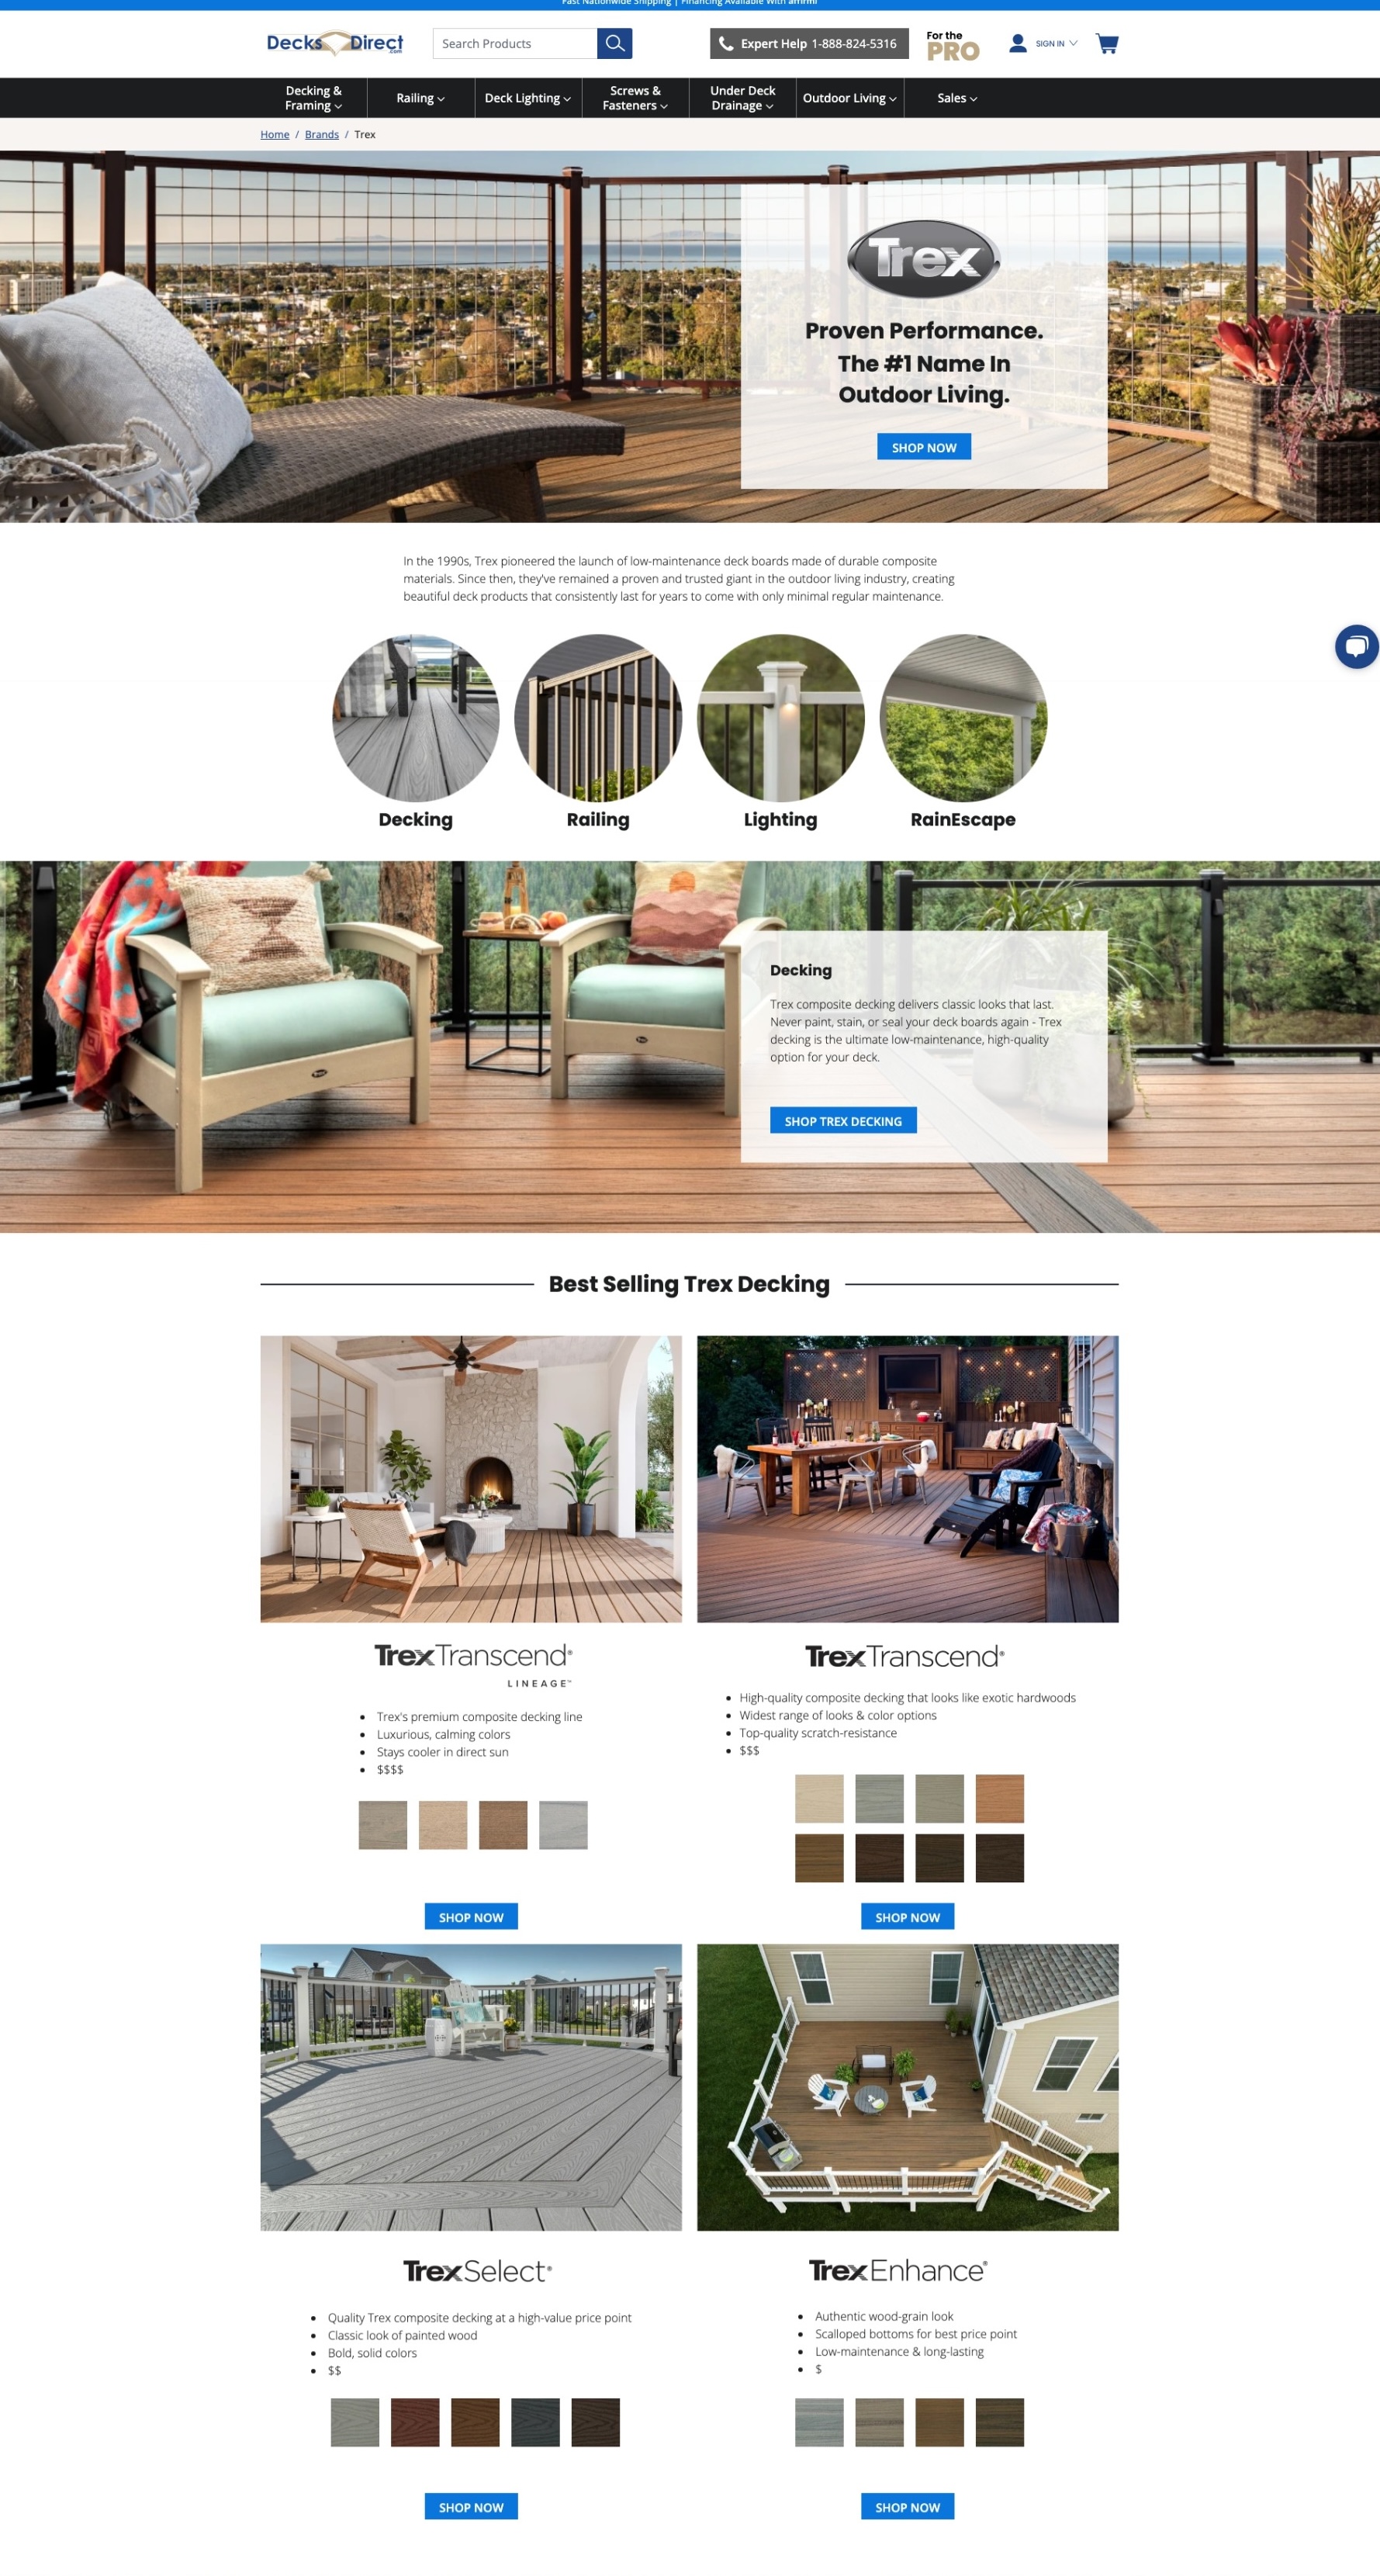 Fast Nationwide Shipping | Financing Available With affirm
Decks Direct .com
Search Products
Expert Help 1-888-824-5316
For the
PRO
SIGN IN
Decking &
Framing
Railing
Deck Lighting
Screws &
Fasteners
Under Deck
Drainage
Outdoor Living
Sales
Home / Brands / Trex
Trex
Proven Performance.
The #1 Name In
Outdoor Living.
SHOP NOW
In the 1990s, Trex pioneered the launch of low-maintenance deck boards made of durable composite
materials. Since then, they've remained a proven and trusted giant in the outdoor living industry, creating
beautiful deck products that consistently last for years to come with only minimal regular maintenance.
Decking
Railing
Lighting
RainEscape
Decking
Trex composite decking delivers classic looks that last.
Never paint, stain, or seal your deck boards again - Trex
decking is the ultimate low-maintenance, high-quality
option for your deck.
SHOP TREX DECKING
Best Selling Trex Decking
TrexTranscend®
LINEAGE™
• Trex's premium composite decking line
• Luxurious, calming colors
• Stays cooler in direct sun
• $$$$
SHOP NOW
TrexTranscend®
• High-quality composite decking that looks like exotic hardwoods
• Widest range of looks & color options
• Top-quality scratch-resistance
• $$$
SHOP NOW
TrexSelect®
• Quality Trex composite decking at a high-value price point
• Classic look of painted wood
• Bold, solid colors
• $$
SHOP NOW
TrexEnhance®
• Authentic wood-grain look
• Scalloped bottoms for best price point
• Low-maintenance & long-lasting
• $
SHOP NOW